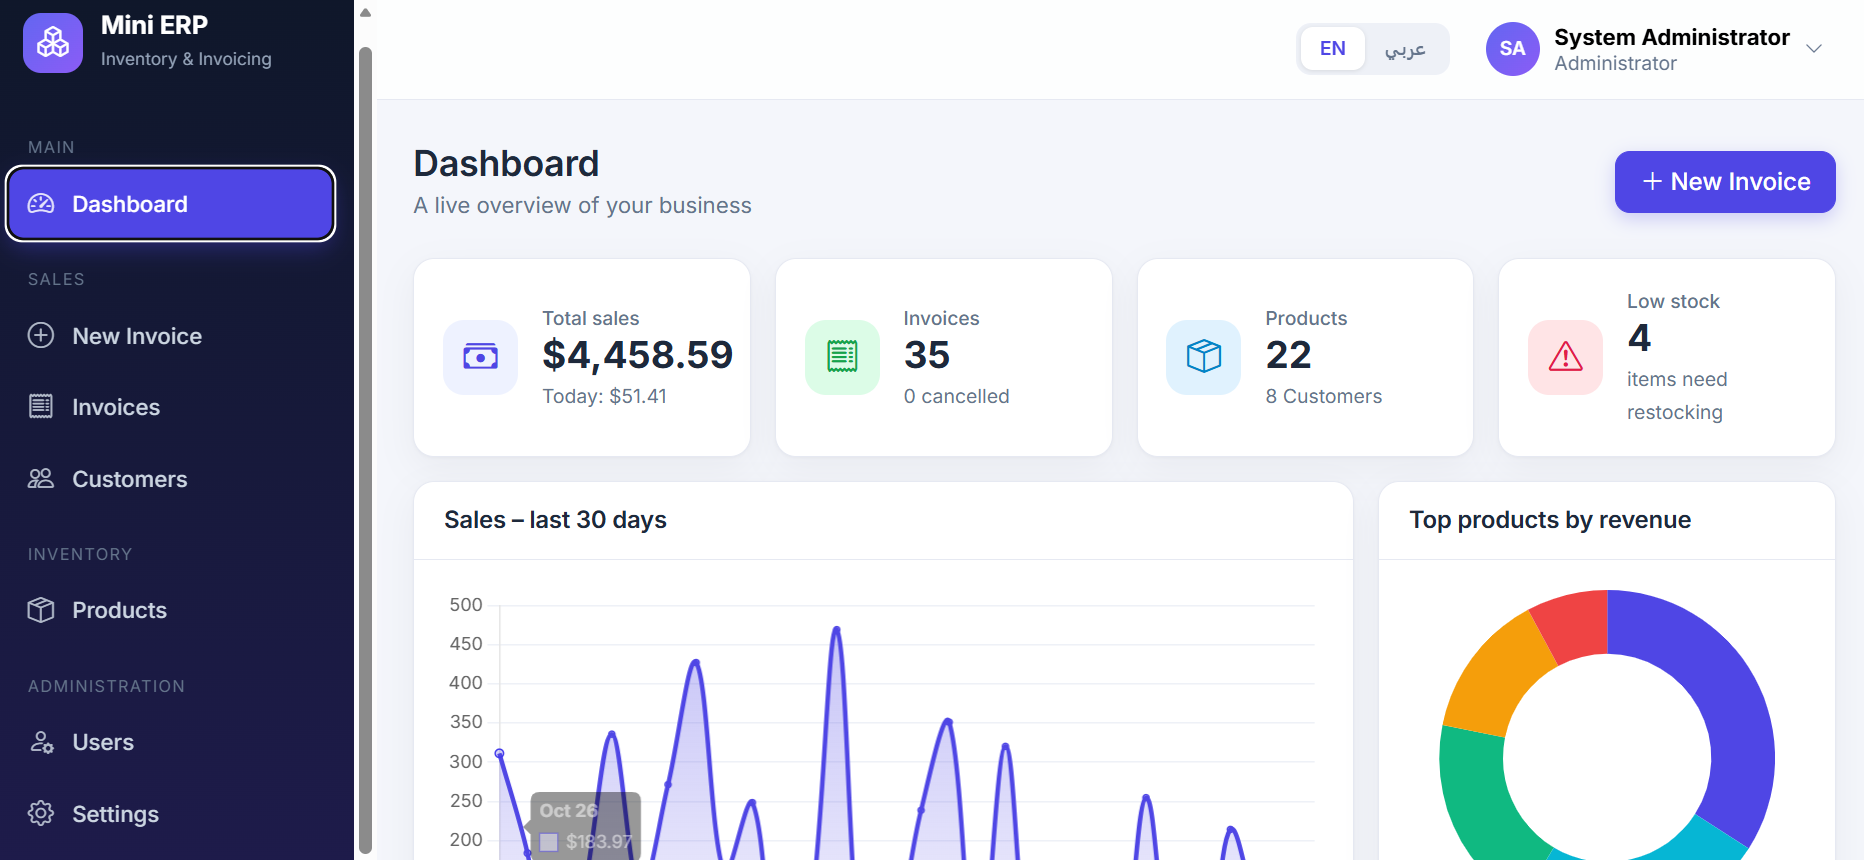 Mini ERP
Inventory & Invoicing
MAIN
Dashboard
SALES
New Invoice
Invoices
Customers
INVENTORY
Products
ADMINISTRATION
Users
Settings
EN
عربي
SA
System Administrator
Administrator
Dashboard
A live overview of your business
+ New Invoice
Total sales
$4,458.59
Today: $51.41
Invoices
35
0 cancelled
Products
22
8 Customers
Low stock
4
items need
restocking
Sales – last 30 days
500
450
400
350
300
250
200
Oct 26
$183.97
Top products by revenue